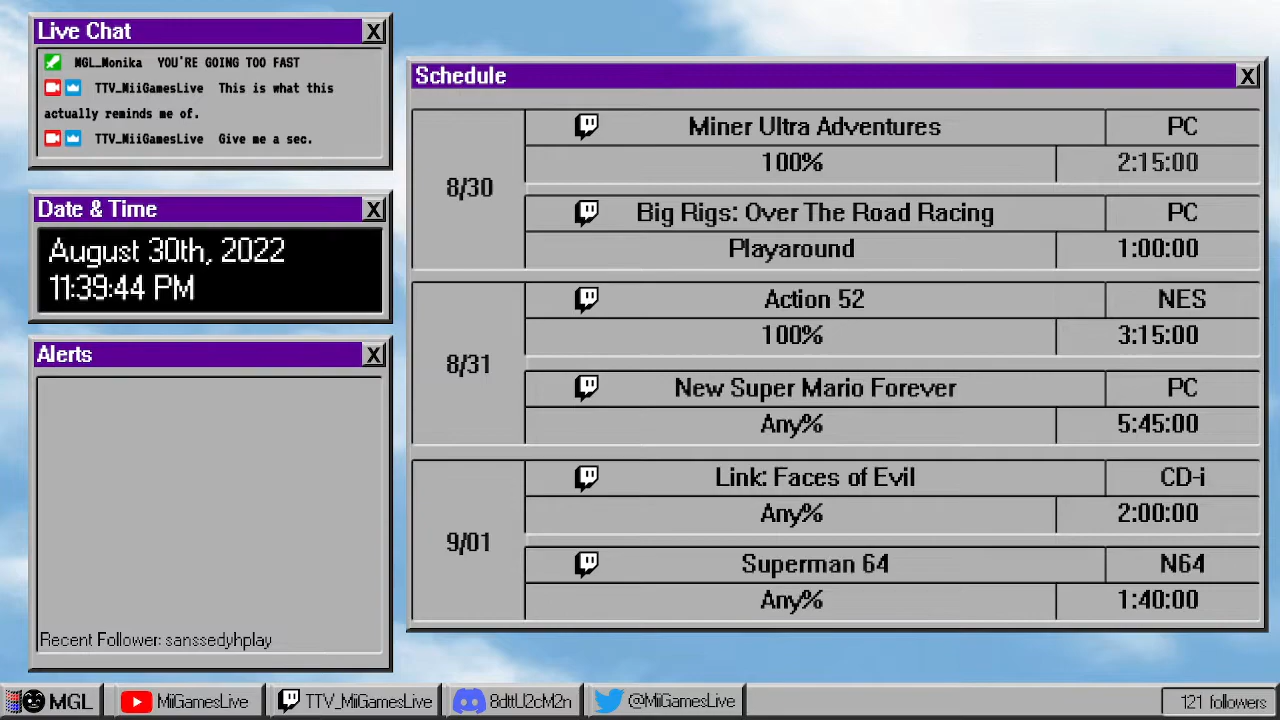 Live Chat
X
MGL_Monika YOU'RE GOING TOO FAST
TTV_MiiGamesLive This is what this
actually reminds me of.
TTV_MiiGamesLive Give me a sec.
Date & Time
X
August 30th, 2022
11:39:44 PM
Alerts
X
Recent Follower: sanssedyhplay
Schedule
X
8/30
Miner Ultra Adventures PC
100% 2:15:00
Big Rigs: Over The Road Racing PC
Playaround 1:00:00
8/31
Action 52 NES
100% 3:15:00
New Super Mario Forever PC
Any% 5:45:00
9/01
Link: Faces of Evil CD-i
Any% 2:00:00
Superman 64 N64
Any% 1:40:00
MGL MiiGamesLive TTV_MiiGamesLive 8dttU2cM2n @MiiGamesLive 121 followers